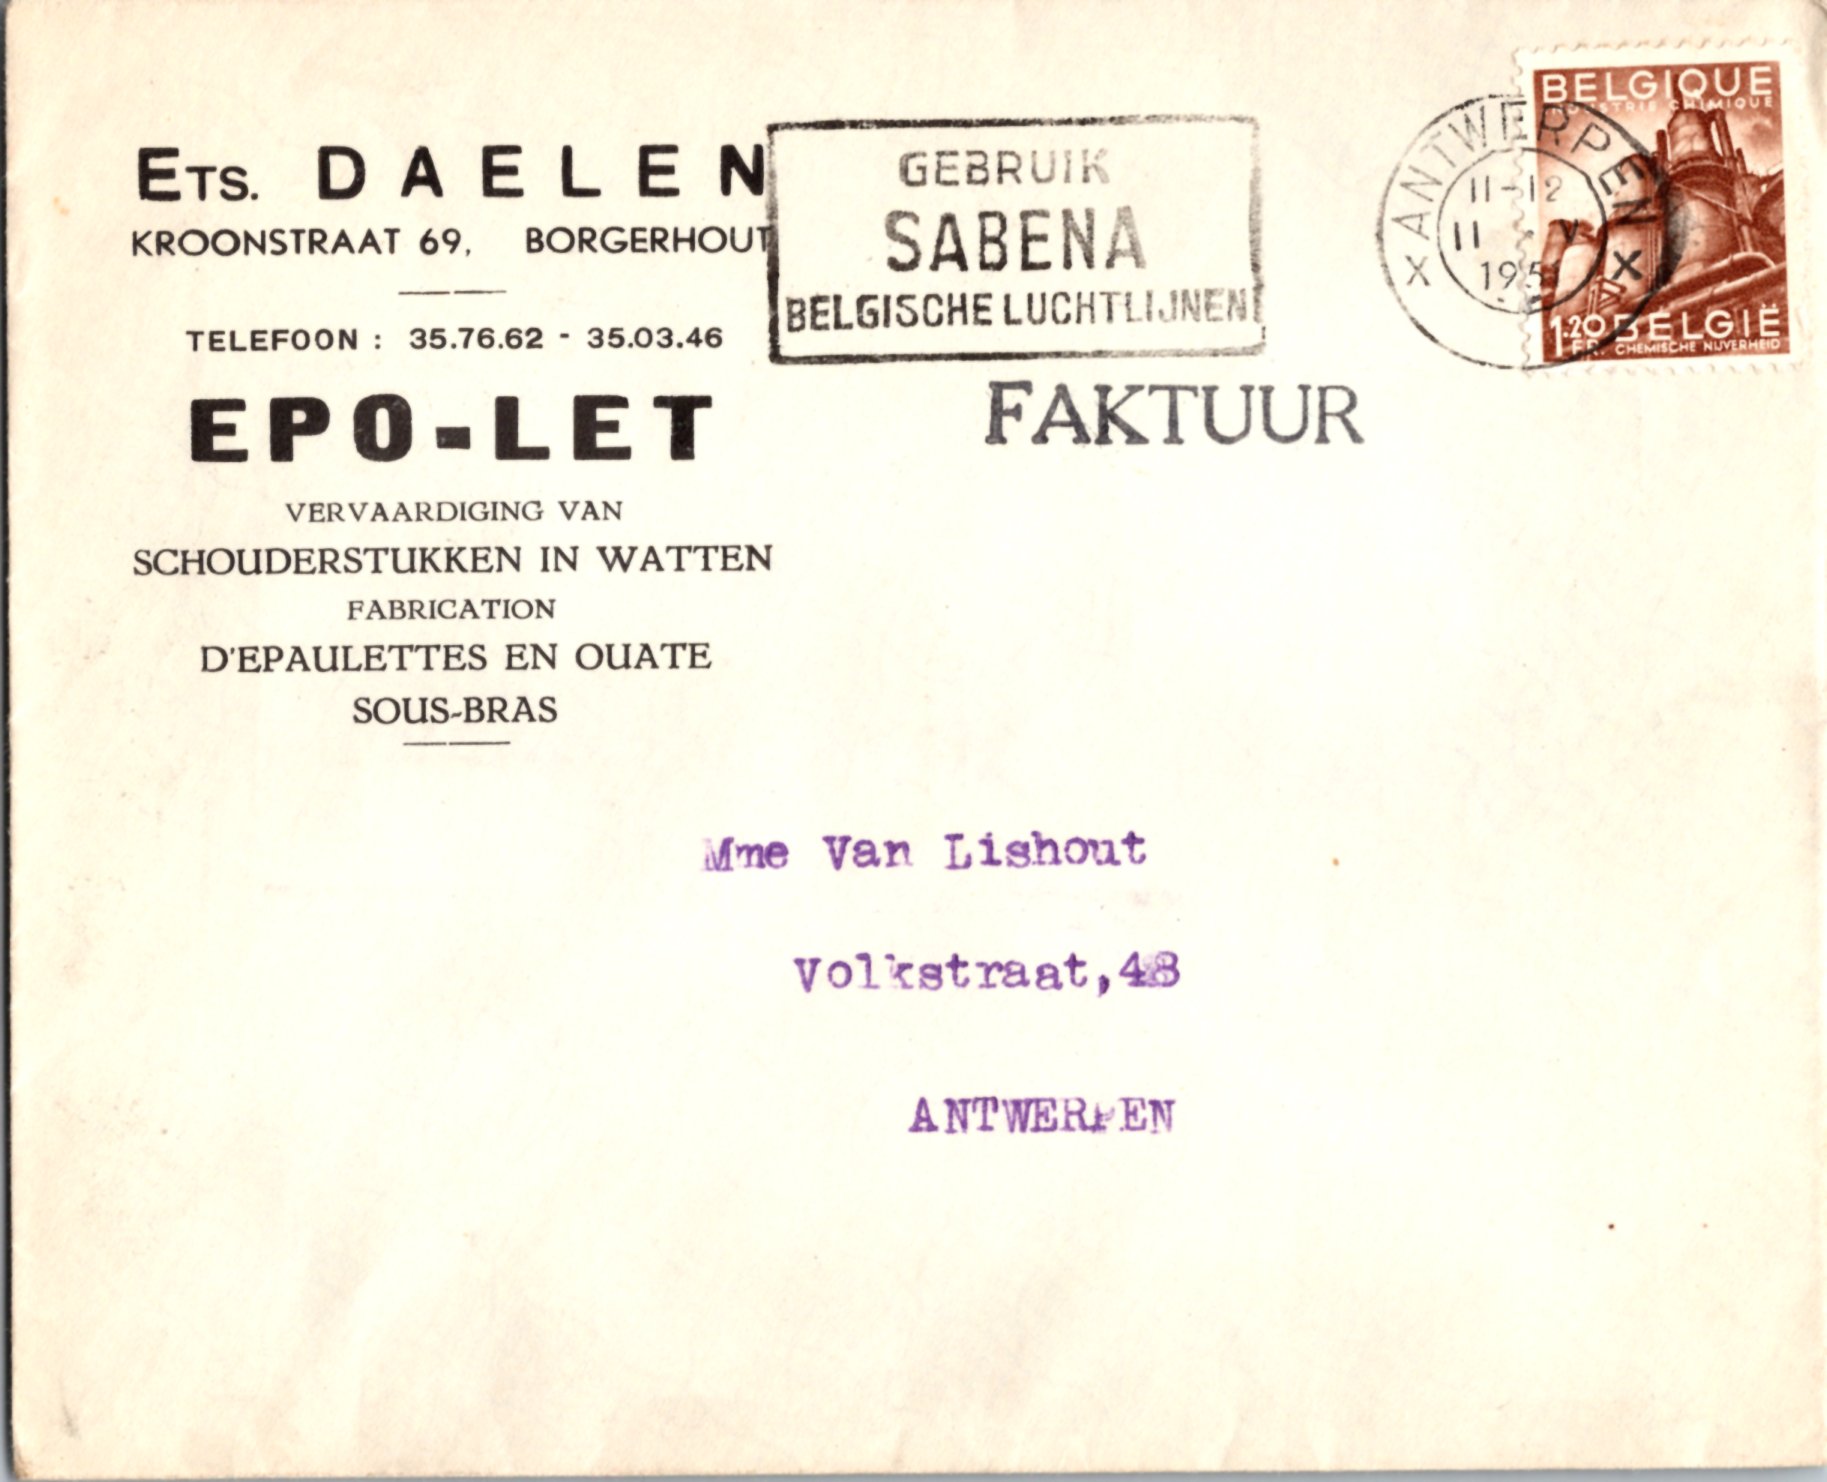 ETS. DAELEN
KROONSTRAAT 69, BORGERHOUT
TELEFOON : 35.76.62 - 35.03.46
EPO-LET
VERVAARDIGING VAN
SCHOUDERSTUKKEN IN WATTEN
FABRICATION
D'EPAULETTES EN OUATE
SOUS-BRAS
GEBRUIK
SABENA
BELGISCHE LUCHTLIJNEN
X ANTWERPEN X
11-12
11 - V
1951
BELGIQUE
INDUSTRIE CHIMIQUE
1.20 FR. BELGIË
CHEMISCHE NIJVERHEID
FAKTUUR
Mme Van Lishout
Volkstraat,48
ANTWERPEN